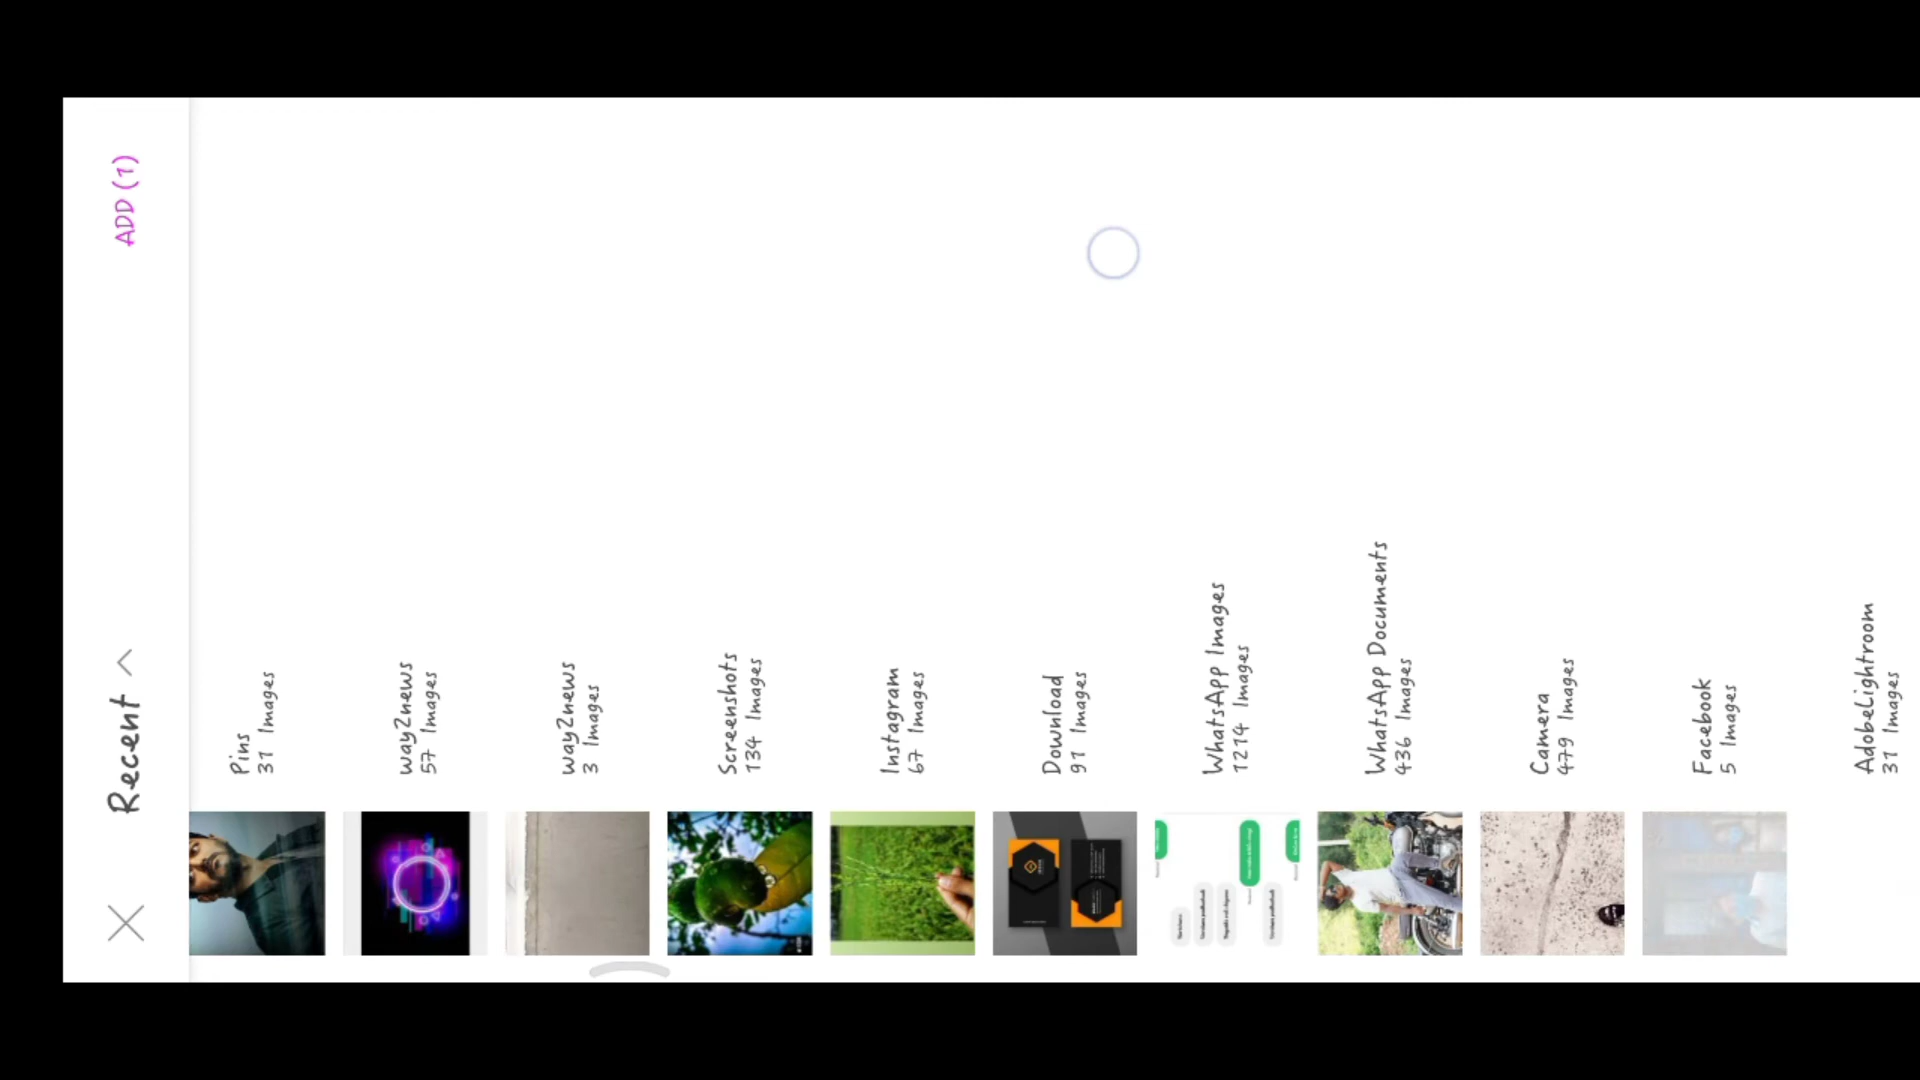 Recent
ADD (1)
Pins
31 Images
way2news
57 Images
way2news
3 Images
Screenshots
134 Images
Instagram
67 Images
Download
91 Images
WhatsApp Images
1214 Images
WhatsApp Documents
436 Images
Camera
479 Images
Facebook
5 Images
AdobeLightroom
31 Images